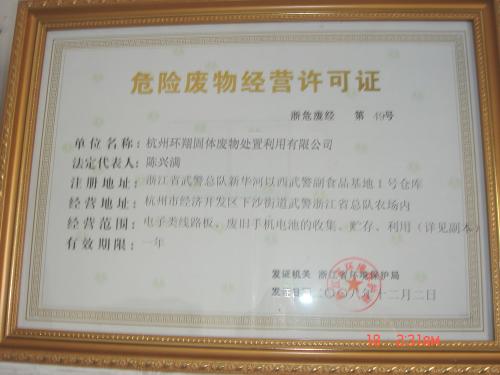 危险废物经营许可证
浙危废经 第 49号
单位名称：杭州环翔固体废物处置利用有限公司
法定代表人：陈兴满
注册地址：浙江省武警总队新华河以西武警副食品基地1号仓库
经营地址：杭州市经济开发区下沙街道武警浙江省总队农场内
经营范围：电子类线路板、废旧手机电池的收集、贮存、利用（详见副本）
有效期限：一年
发证机关 浙江省环境保护局
发证日期 二〇〇八年十二月二日